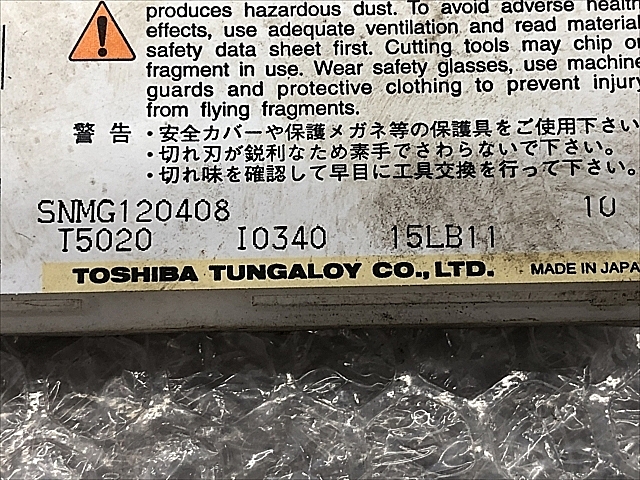 produces hazardous dust. To avoid adverse health
effects, use adequate ventilation and read material
safety data sheet first. Cutting tools may chip or
fragment in use. Wear safety glasses, use machine
guards and protective clothing to prevent injury
from flying fragments.
警告・安全カバーや保護メガネ等の保護具をご使用下さい
・切れ刃が鋭利なため素手でさわらないで下さい。
・切れ味を確認して早目に工具交換を行って下さい。
SNMG120408 10
T5020 I0340 15LB11
TOSHIBA TUNGALOY CO., LTD. MADE IN JAPA